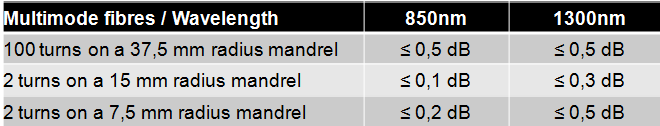 Multimode fibres / Wavelength 850nm 1300nm
100 turns on a 37,5 mm radius mandrel ≤ 0,5 dB ≤ 0,5 dB
2 turns on a 15 mm radius mandrel ≤ 0,1 dB ≤ 0,3 dB
2 turns on a 7,5 mm radius mandrel ≤ 0,2 dB ≤ 0,5 dB